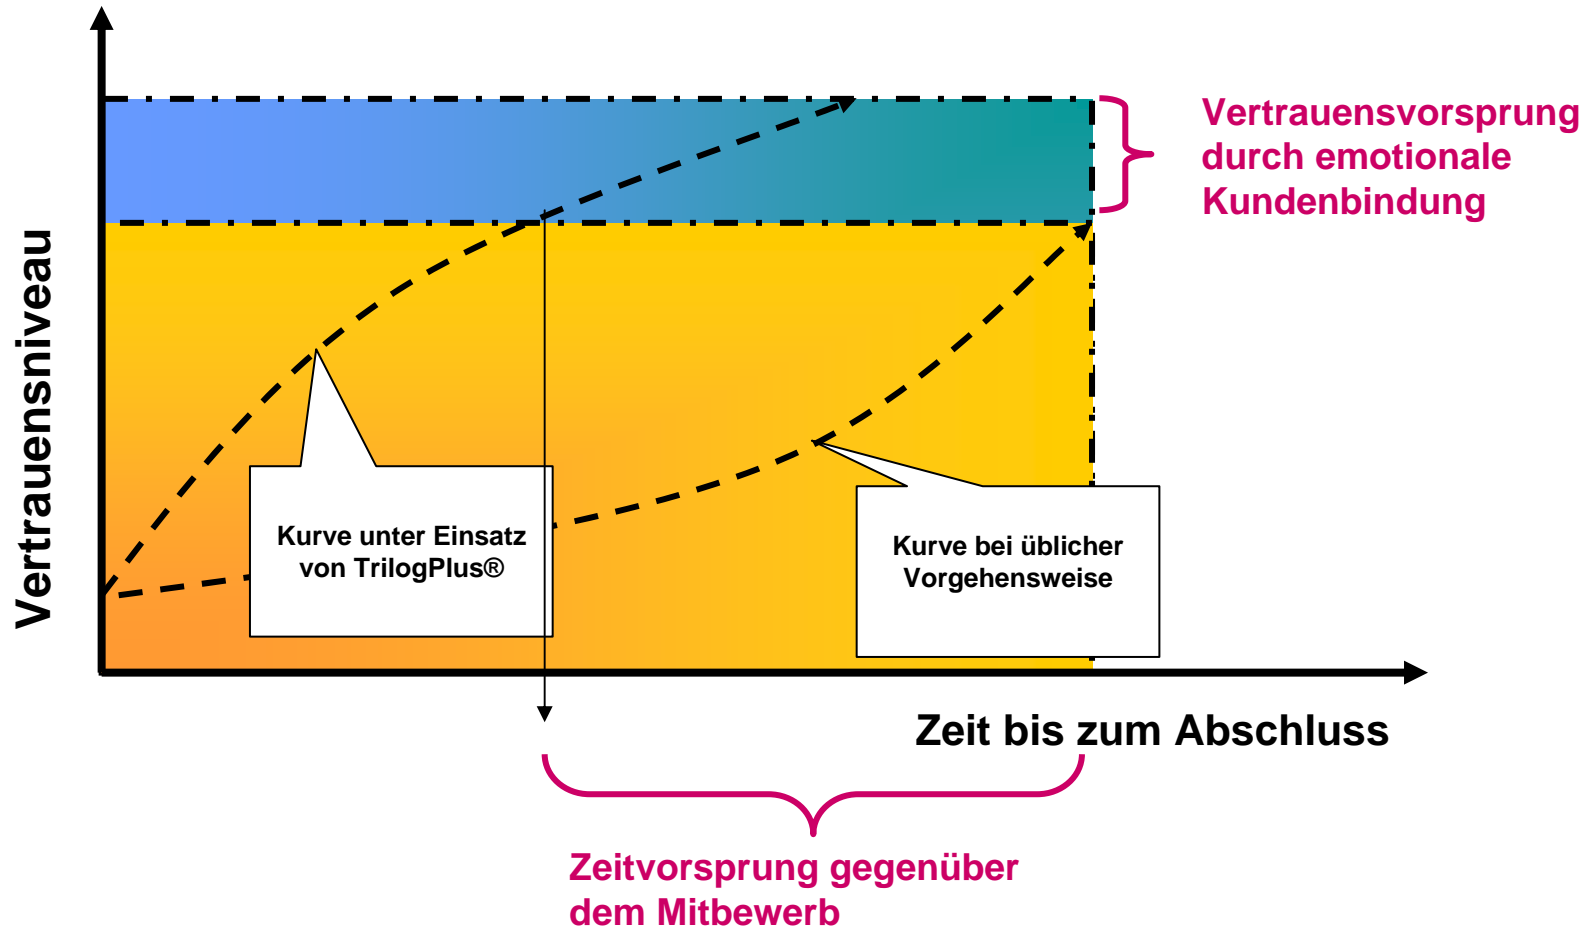 Vertrauensvorsprung
durch emotionale
Kundenbindung
Vertrauensniveau
Kurve unter Einsatz
von TrilogPlus®
Kurve bei üblicher
Vorgehensweise
Zeit bis zum Abschluss
Zeitvorsprung gegenüber
dem Mitbewerb